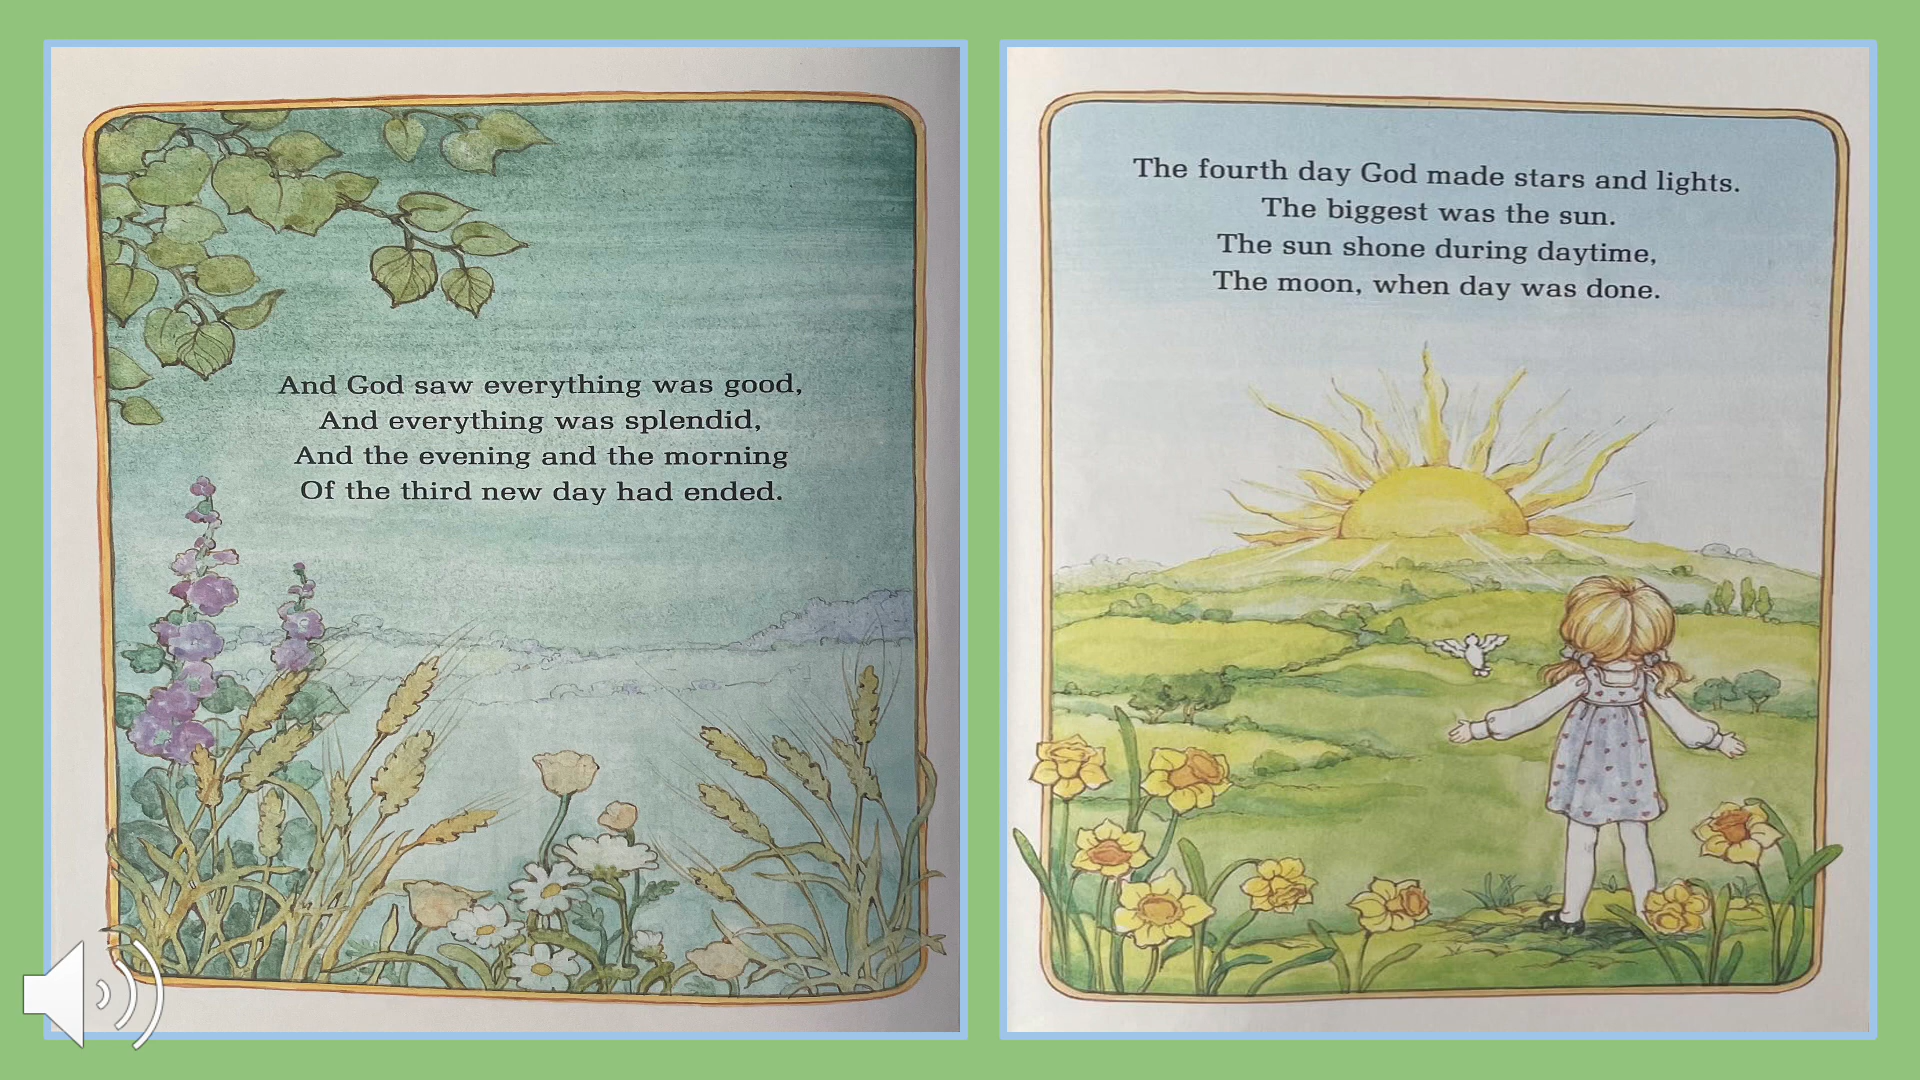 And God saw everything was good,
And everything was splendid,
And the evening and the morning
Of the third new day had ended.
The fourth day God made stars and lights.
The biggest was the sun.
The sun shone during daytime,
The moon, when day was done.